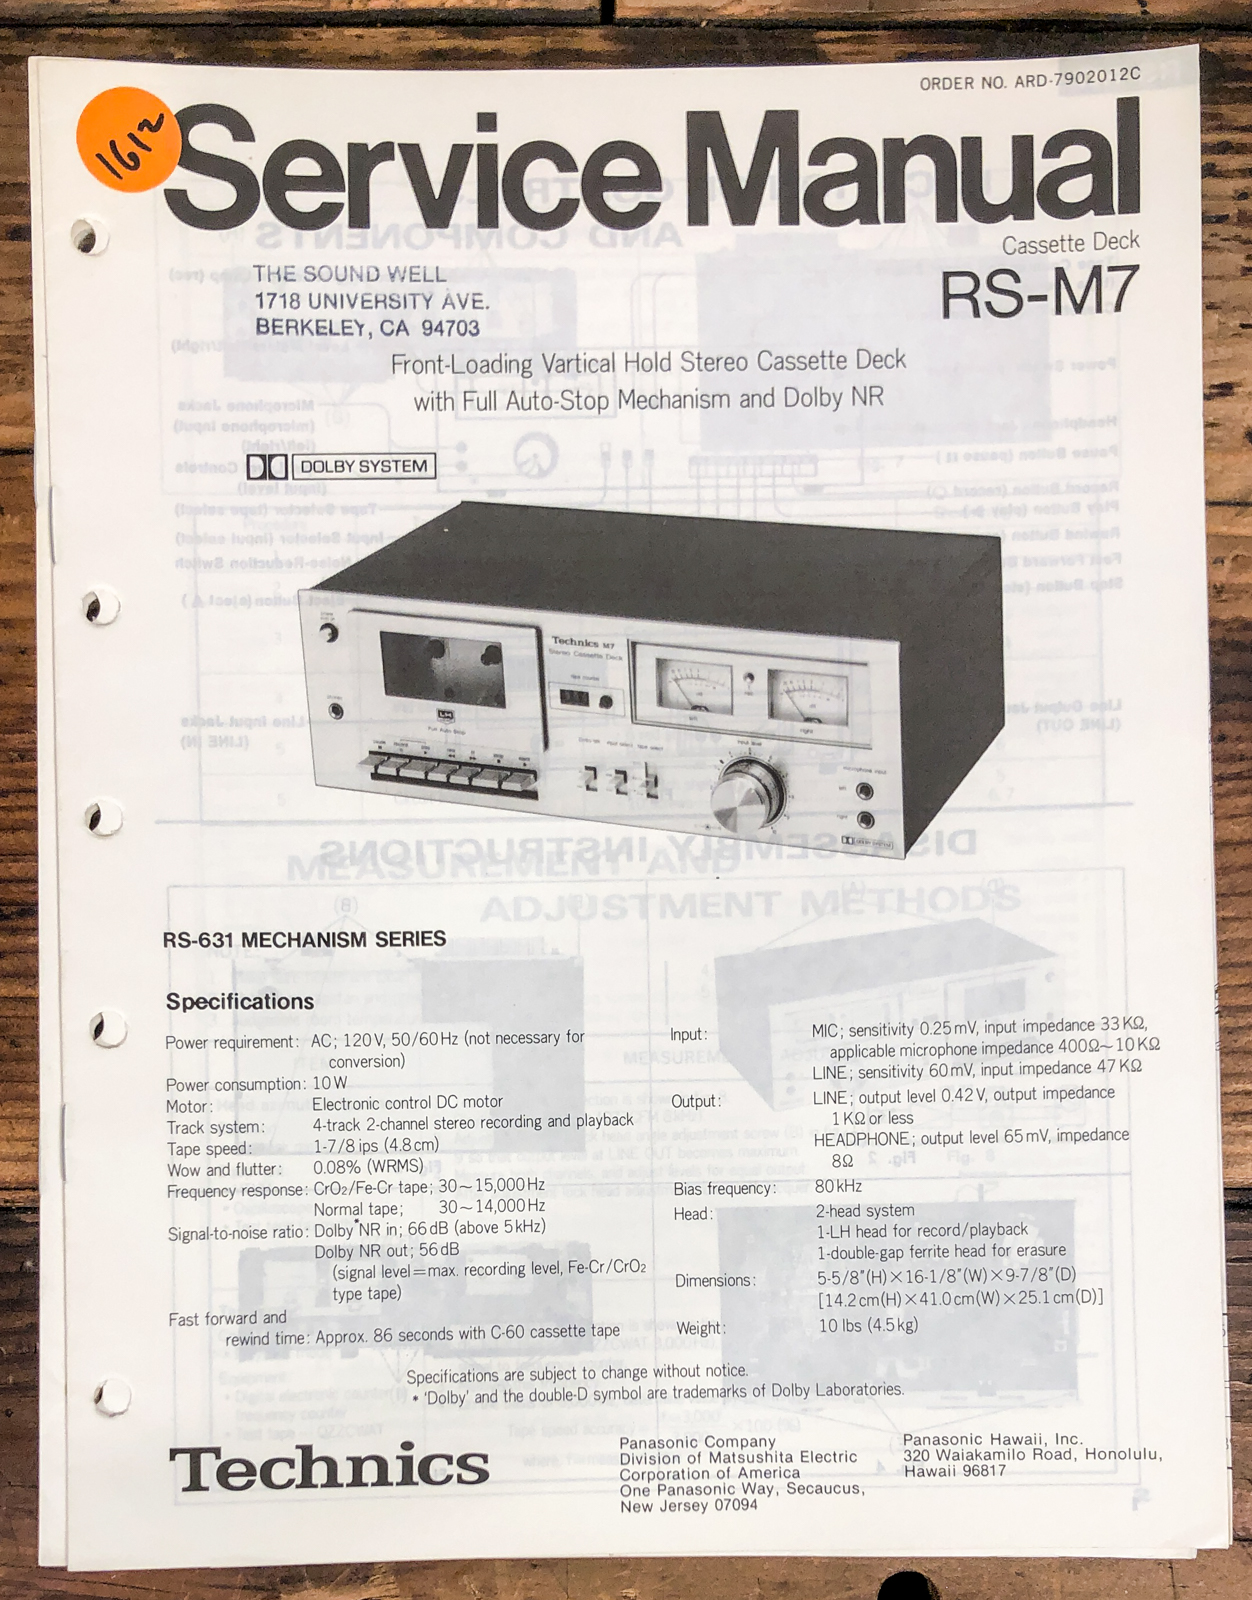 ORDER NO. ARD-7902012C
1612
Service Manual
Cassette Deck
RS-M7
THE SOUND WELL
1718 UNIVERSITY AVE.
BERKELEY, CA 94703
Front-Loading Vartical Hold Stereo Cassette Deck
with Full Auto-Stop Mechanism and Dolby NR
DOLBY SYSTEM
Technics M7
Stereo Cassette Deck
Full Auto Stop
RS-631 MECHANISM SERIES
Specifications
Power requirement: AC; 120V, 50/60Hz (not necessary for
conversion)
Power consumption: 10W
Motor: Electronic control DC motor
Track system: 4-track 2-channel stereo recording and playback
Tape speed: 1-7/8 ips (4.8cm)
Wow and flutter: 0.08% (WRMS)
Frequency response: CrO₂/Fe-Cr tape; 30~15,000Hz
Normal tape; 30~14,000Hz
Signal-to-noise ratio: Dolby*NR in; 66dB (above 5kHz)
Dolby NR out; 56dB
(signal level=max. recording level, Fe-Cr/CrO₂
type tape)
Fast forward and
rewind time: Approx. 86 seconds with C-60 cassette tape
Input: MIC; sensitivity 0.25mV, input impedance 33KΩ,
applicable microphone impedance 400Ω~10KΩ
LINE; sensitivity 60mV, input impedance 47KΩ
Output: LINE; output level 0.42V, output impedance
1KΩ or less
HEADPHONE; output level 65mV, impedance
8Ω
Bias frequency: 80kHz
Head: 2-head system
1-LH head for record/playback
1-double-gap ferrite head for erasure
Dimensions: 5-5/8"(H)×16-1/8"(W)×9-7/8"(D)
[14.2cm(H)×41.0cm(W)×25.1cm(D)]
Weight: 10 lbs (4.5kg)
Specifications are subject to change without notice.
* 'Dolby' and the double-D symbol are trademarks of Dolby Laboratories.
Technics
Panasonic Company
Division of Matsushita Electric
Corporation of America
One Panasonic Way, Secaucus,
New Jersey 07094
Panasonic Hawaii, Inc.
320 Waiakamilo Road, Honolulu,
Hawaii 96817